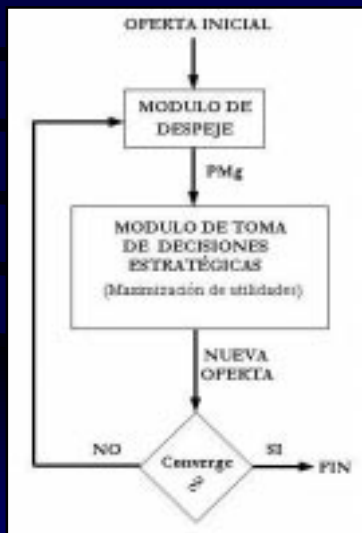 OFERTA INICIAL
MODULO DE
DESPEJE
PMg
MODULO DE TOMA
DE DECISIONES
ESTRATÉGICAS
(Maximización de utilidades)
NUEVA
OFERTA
NO
Converge
SI
FIN